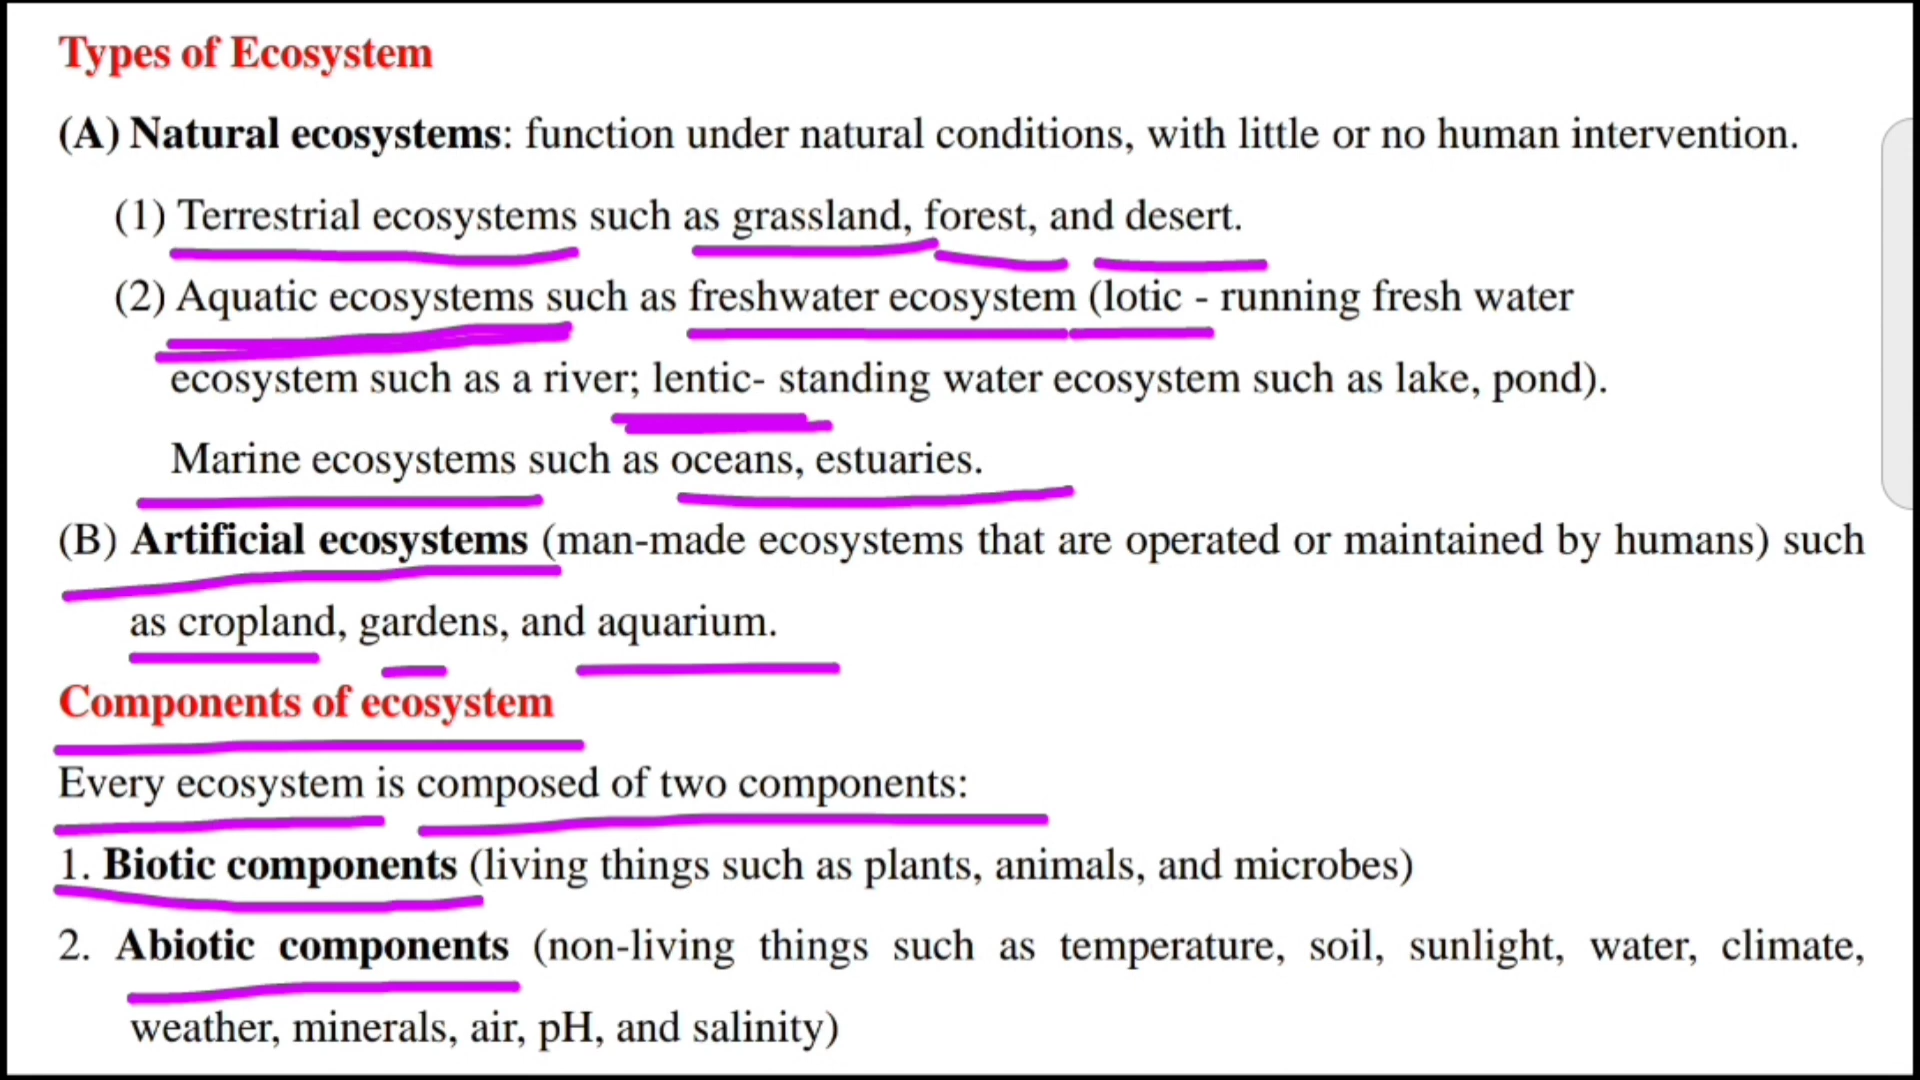 Types of Ecosystem
(A) Natural ecosystems: function under natural conditions, with little or no human intervention.
(1) Terrestrial ecosystems such as grassland, forest, and desert.
(2) Aquatic ecosystems such as freshwater ecosystem (lotic - running fresh water
ecosystem such as a river; lentic- standing water ecosystem such as lake, pond).
Marine ecosystems such as oceans, estuaries.
(B) Artificial ecosystems (man-made ecosystems that are operated or maintained by humans) such
as cropland, gardens, and aquarium.
Components of ecosystem
Every ecosystem is composed of two components:
1. Biotic components (living things such as plants, animals, and microbes)
2. Abiotic components (non-living things such as temperature, soil, sunlight, water, climate,
weather, minerals, air, pH, and salinity)